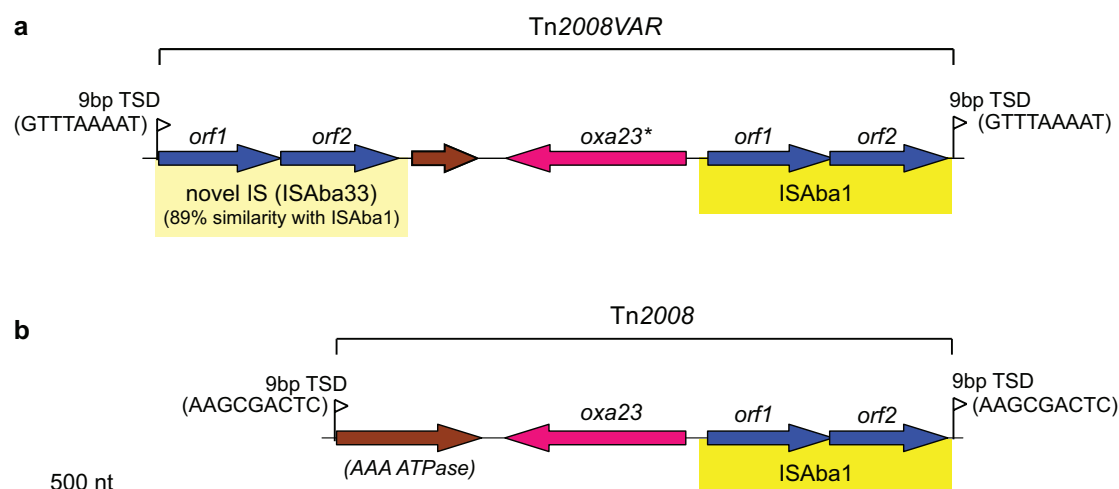 a
Tn2008VAR
9bp TSD
(GTTTAAAAT)
orf1
orf2
oxa23*
orf1
orf2
9bp TSD
(GTTTAAAAT)
novel IS (ISAba33)
(89% similarity with ISAba1)
ISAba1
b
Tn2008
9bp TSD
(AAGCGACTC)
oxa23
orf1
orf2
9bp TSD
(AAGCGACTC)
(AAA ATPase)
ISAba1
500 nt